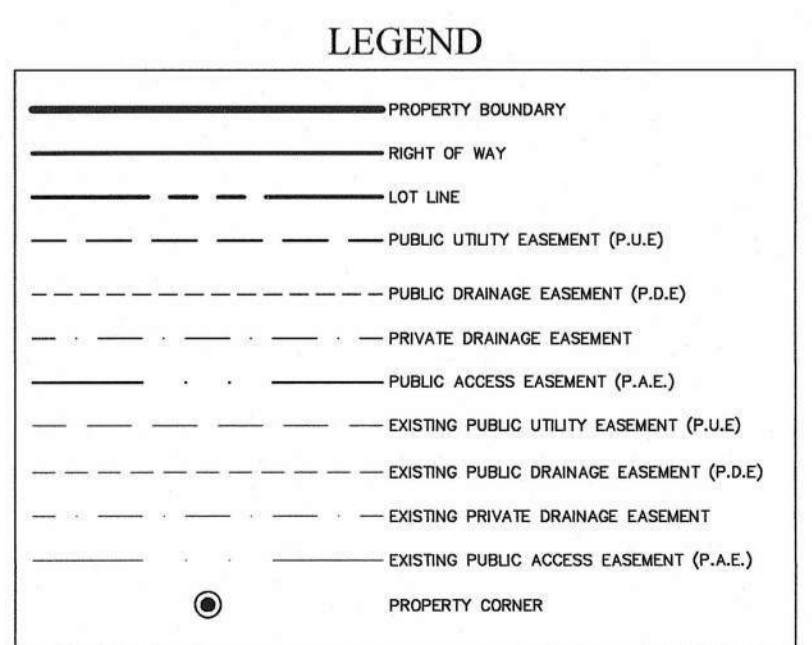 LEGEND
PROPERTY BOUNDARY
RIGHT OF WAY
LOT LINE
PUBLIC UTILITY EASEMENT (P.U.E)
PUBLIC DRAINAGE EASEMENT (P.D.E)
PRIVATE DRAINAGE EASEMENT
PUBLIC ACCESS EASEMENT (P.A.E.)
EXISTING PUBLIC UTILITY EASEMENT (P.U.E)
EXISTING PUBLIC DRAINAGE EASEMENT (P.D.E)
EXISTING PRIVATE DRAINAGE EASEMENT
EXISTING PUBLIC ACCESS EASEMENT (P.A.E.)
PROPERTY CORNER